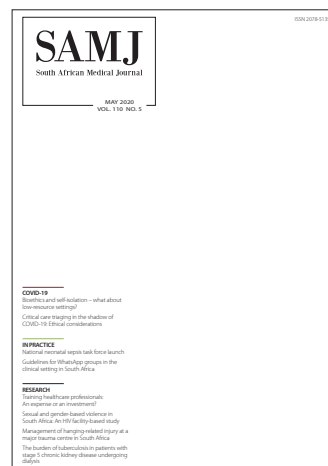 ISSN 2078-5135
SAMJ
South African Medical Journal
MAY 2020
VOL. 110 NO. 5
COVID-19
Bioethics and self-isolation – what about
low-resource settings?
Critical care triaging in the shadow of
COVID-19: Ethical considerations
IN PRACTICE
National neonatal sepsis task force launch
Guidelines for WhatsApp groups in the
clinical setting in South Africa
RESEARCH
Training healthcare professionals:
An expense or an investment?
Sexual and gender-based violence in
South Africa: An HIV facility-based study
Management of hanging-related injury at a
major trauma centre in South Africa
The burden of tuberculosis in patients with
stage 5 chronic kidney disease undergoing
dialysis